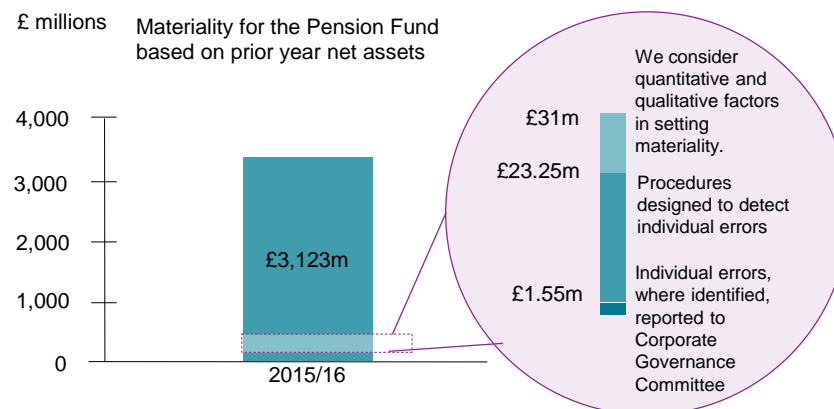 £ millions
Materiality for the Pension Fund
based on prior year net assets
4,000
3,000
2,000
1,000
0
£3,123m
2015/16
£31m
£23.25m
£1.55m
We consider
quantitative and
qualitative factors
in setting
materiality.
Procedures
designed to detect
individual errors
Individual errors,
where identified,
reported to
Corporate
Governance
Committee